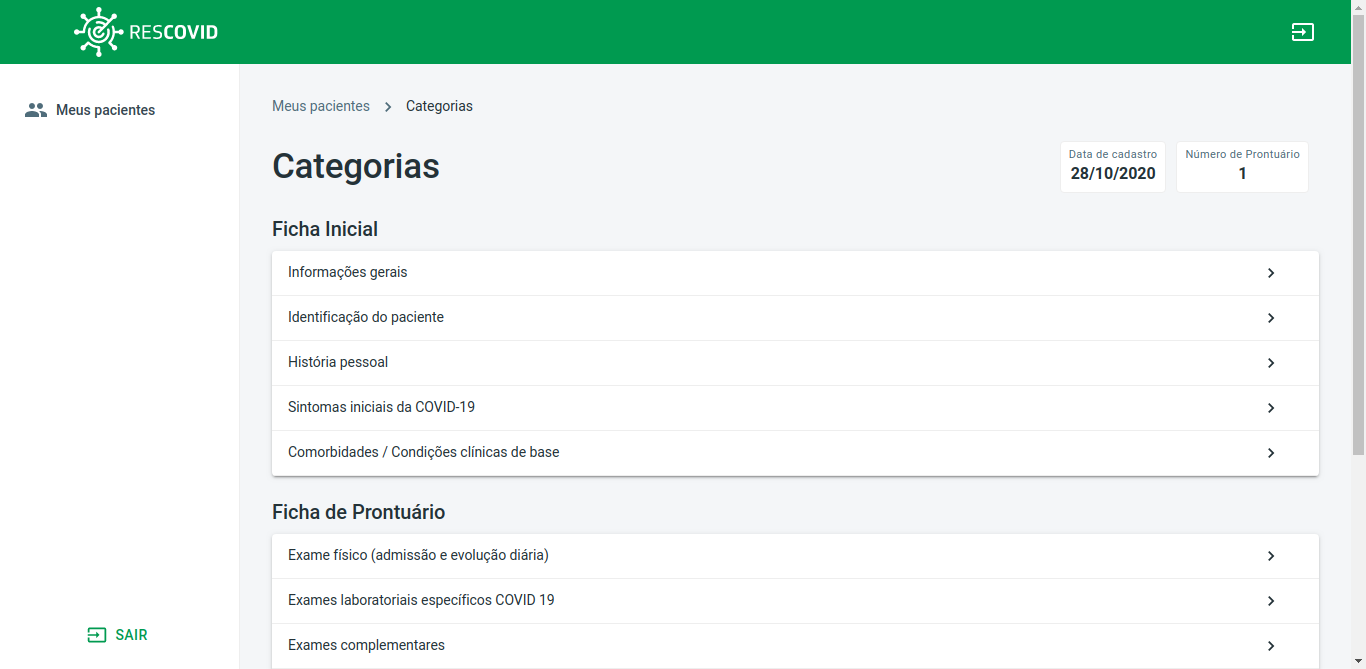 RESCOVID
Meus pacientes
Meus pacientes > Categorias
Categorias
Data de cadastro
28/10/2020
Número de Prontuário
1
Ficha Inicial
Informações gerais
Identificação do paciente
História pessoal
Sintomas iniciais da COVID-19
Comorbidades / Condições clínicas de base
Ficha de Prontuário
Exame físico (admissão e evolução diária)
Exames laboratoriais específicos COVID 19
Exames complementares
SAIR